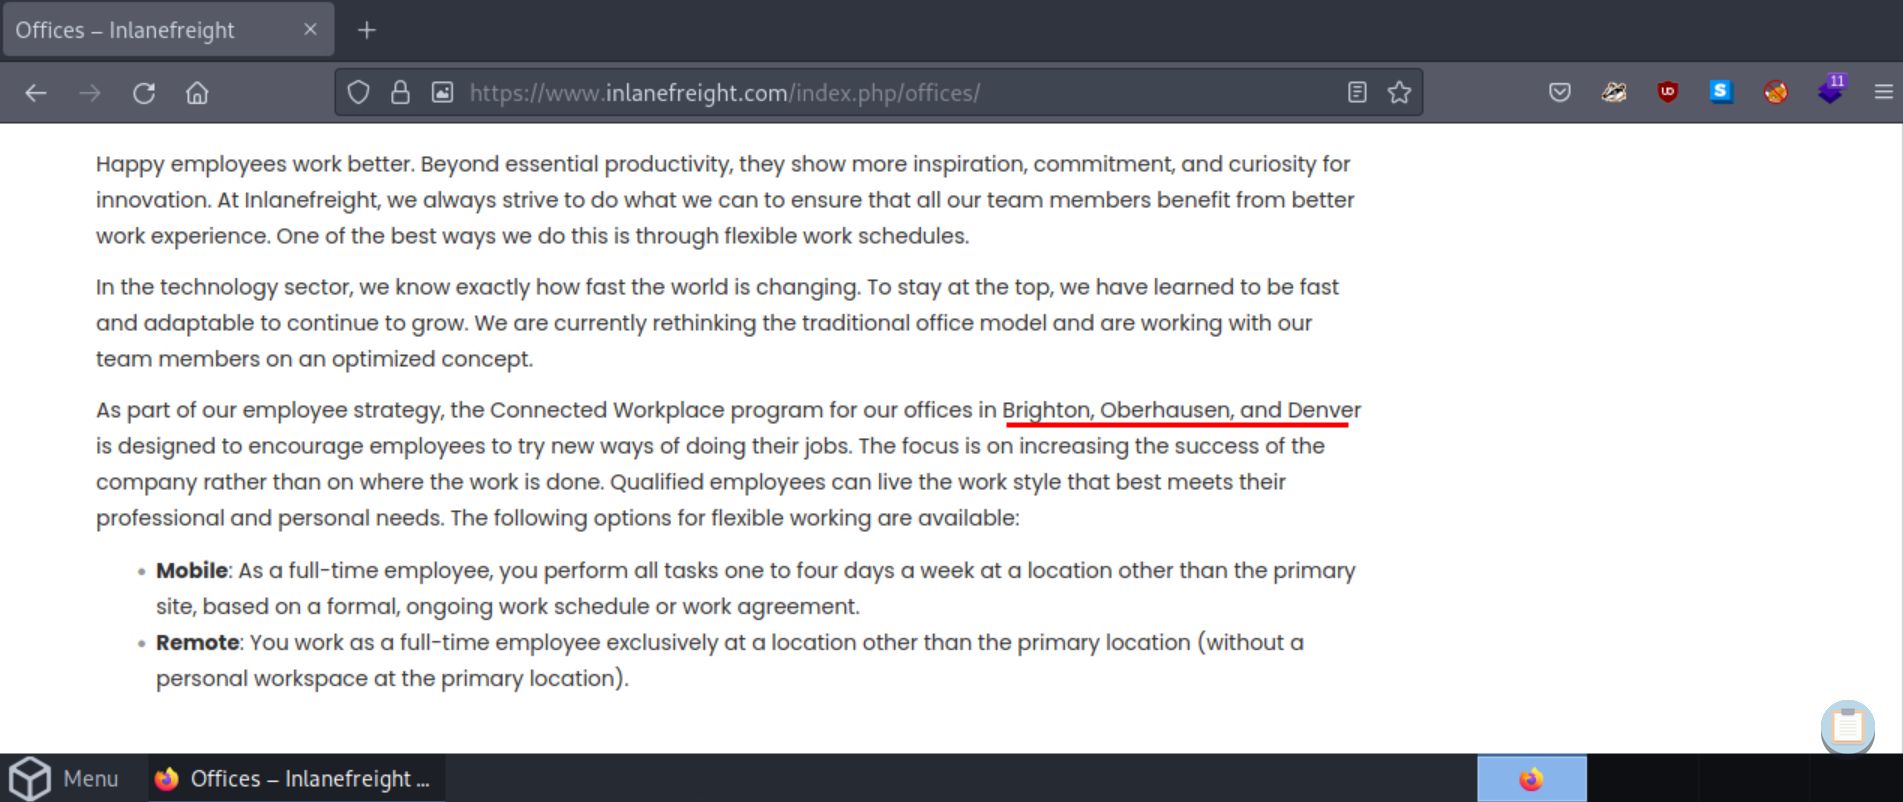 Offices – Inlanefreight
https://www.inlanefreight.com/index.php/offices/
UD
S
11
Happy employees work better. Beyond essential productivity, they show more inspiration, commitment, and curiosity for
innovation. At Inlanefreight, we always strive to do what we can to ensure that all our team members benefit from better
work experience. One of the best ways we do this is through flexible work schedules.
In the technology sector, we know exactly how fast the world is changing. To stay at the top, we have learned to be fast
and adaptable to continue to grow. We are currently rethinking the traditional office model and are working with our
team members on an optimized concept.
As part of our employee strategy, the Connected Workplace program for our offices in Brighton, Oberhausen, and Denver
is designed to encourage employees to try new ways of doing their jobs. The focus is on increasing the success of the
company rather than on where the work is done. Qualified employees can live the work style that best meets their
professional and personal needs. The following options for flexible working are available:
• Mobile: As a full-time employee, you perform all tasks one to four days a week at a location other than the primary
site, based on a formal, ongoing work schedule or work agreement.
• Remote: You work as a full-time employee exclusively at a location other than the primary location (without a
personal workspace at the primary location).
Menu
Offices – Inlanefreight ...